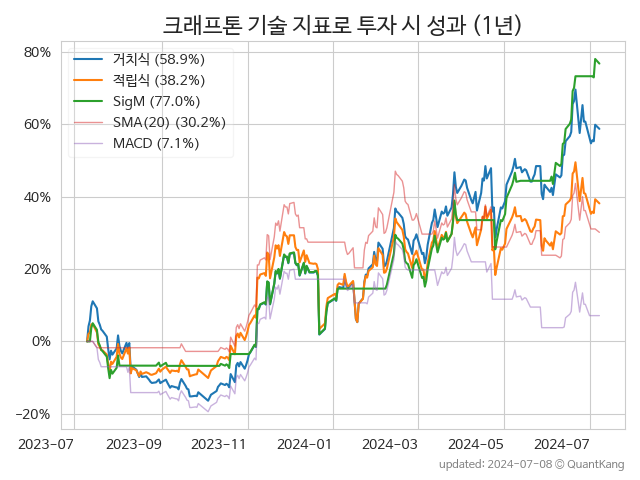 크래프톤 기술 지표로 투자 시 성과 (1년)
80%
60%
40%
20%
0%
−20%
거치식 (58.9%)
적립식 (38.2%)
SigM (77.0%)
SMA(20) (30.2%)
MACD (7.1%)
2023-07
2023-09
2023-11
2024-01
2024-03
2024-05
2024-07
updated: 2024-07-08 © QuantKang